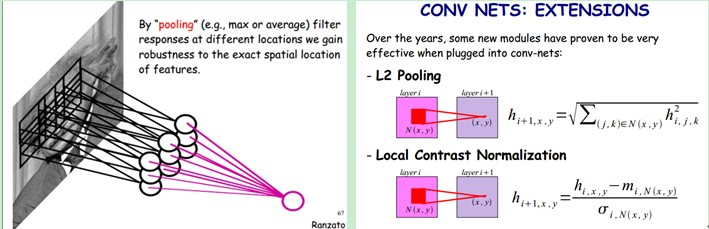 By "pooling" (e.g., max or average) filter
responses at different locations we gain
robustness to the exact spatial location
of features.
67
Ranzato
CONV NETS: EXTENSIONS
Over the years, some new modules have proven to be very
effective when plugged into conv-nets:
- L2 Pooling
layer i
layer i+1
N(x, y)
(x, y)
h_{i+1,x,y} = √∑_{(j,k)∈N(x,y)} h²_{i,j,k}
- Local Contrast Normalization
layer i
layer i+1
N(x, y)
(x, y)
h_{i+1,x,y} = (h_{i,x,y} − m_{i,N(x,y)}) / σ_{i,N(x,y)}